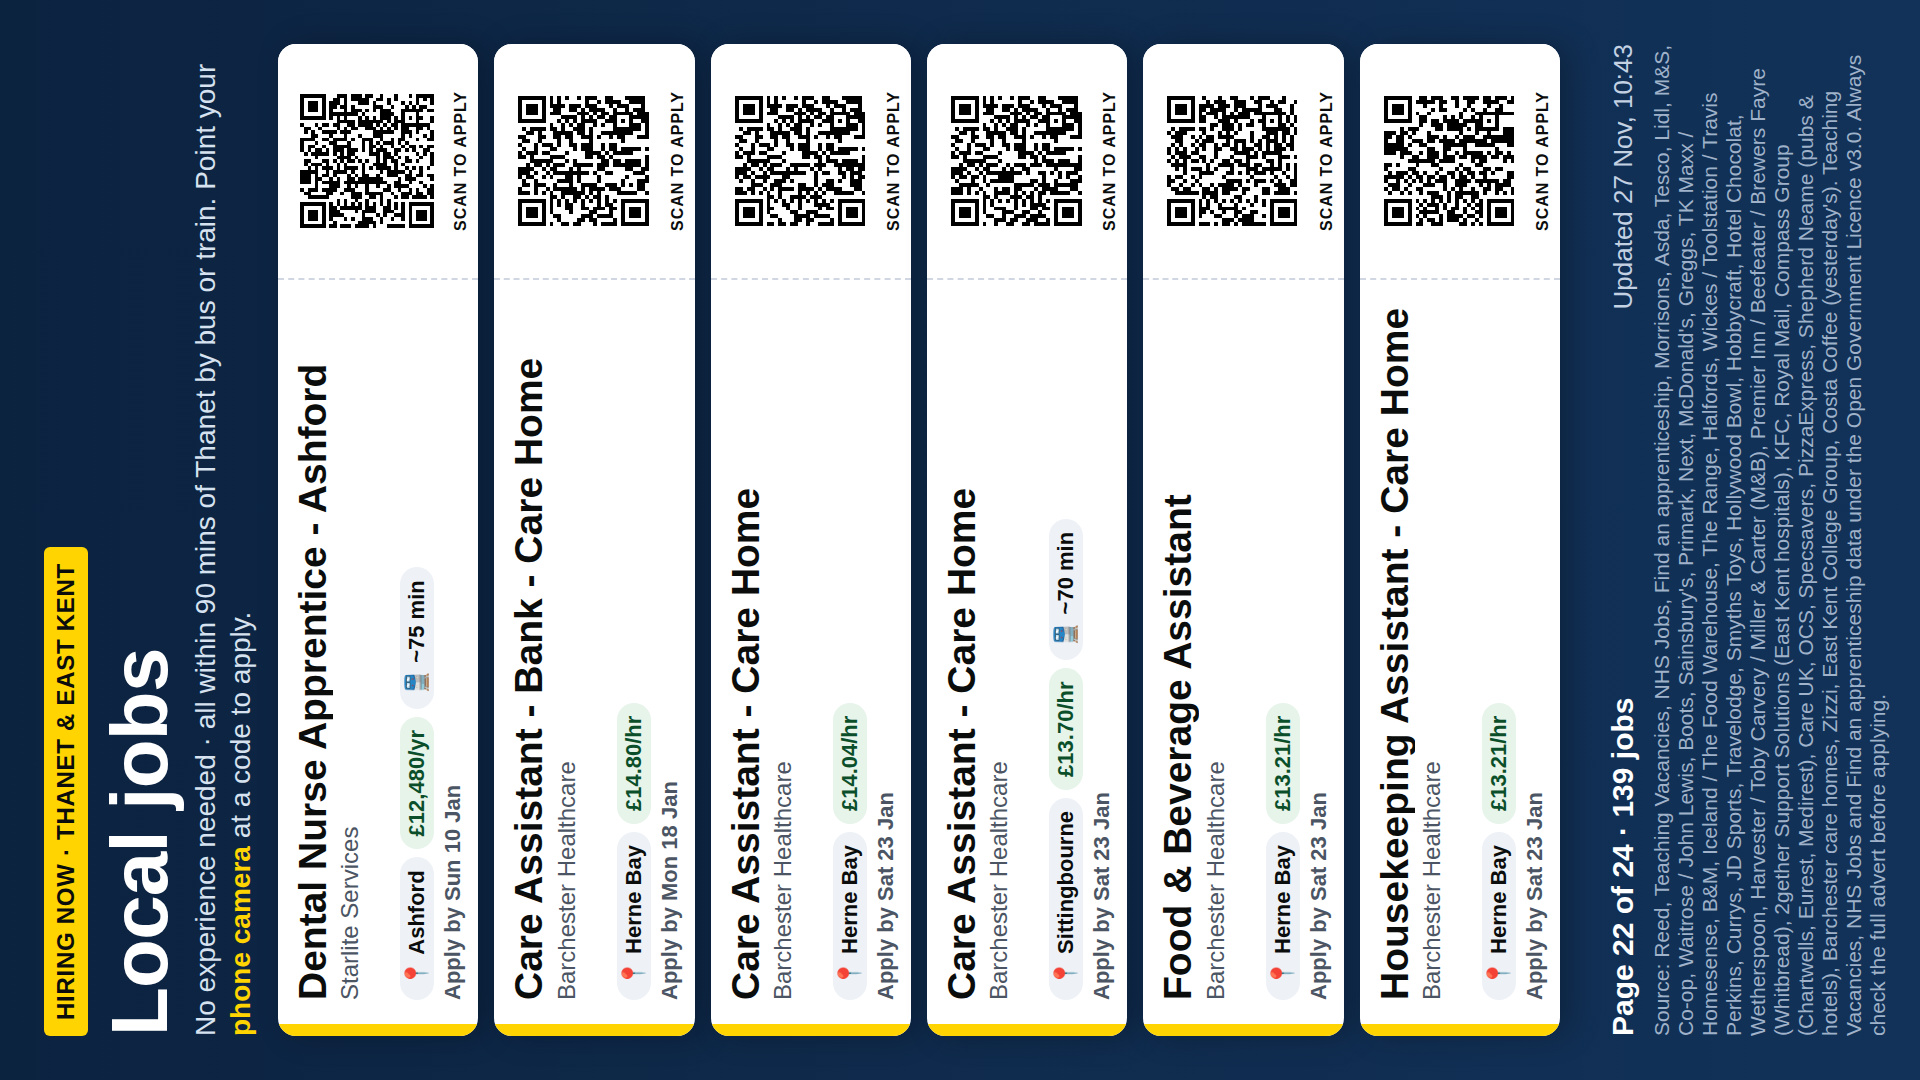 HIRING NOW · THANET & EAST KENT
Local jobs
No experience needed · all within 90 mins of Thanet by bus or train. Point your
phone camera at a code to apply.
Dental Nurse Apprentice - Ashford
Starlite Services
Ashford £12,480/yr ~75 min
Apply by Sun 10 Jan
SCAN TO APPLY
Care Assistant - Bank - Care Home
Barchester Healthcare
Herne Bay £14.80/hr
Apply by Mon 18 Jan
SCAN TO APPLY
Care Assistant - Care Home
Barchester Healthcare
Herne Bay £14.04/hr
Apply by Sat 23 Jan
SCAN TO APPLY
Care Assistant - Care Home
Barchester Healthcare
Sittingbourne £13.70/hr ~70 min
Apply by Sat 23 Jan
SCAN TO APPLY
Food & Beverage Assistant
Barchester Healthcare
Herne Bay £13.21/hr
Apply by Sat 23 Jan
SCAN TO APPLY
Housekeeping Assistant - Care Home
Barchester Healthcare
Herne Bay £13.21/hr
Apply by Sat 23 Jan
SCAN TO APPLY
Page 22 of 24 · 139 jobs
Updated 27 Nov, 10:43
Source: Reed, Teaching Vacancies, NHS Jobs, Find an apprenticeship, Morrisons, Asda, Tesco, Lidl, M&S,
Co-op, Waitrose / John Lewis, Boots, Sainsbury's, Primark, Next, McDonald's, Greggs, TK Maxx /
Homesense, B&M, Iceland / The Food Warehouse, The Range, Halfords, Wickes / Toolstation / Travis
Perkins, Currys, JD Sports, Travelodge, Smyths Toys, Hollywood Bowl, Hobbycraft, Hotel Chocolat,
Wetherspoon, Harvester / Toby Carvery / Miller & Carter (M&B), Premier Inn / Beefeater / Brewers Fayre
(Whitbread), 2gether Support Solutions (East Kent hospitals), KFC, Royal Mail, Compass Group
(Chartwells, Eurest, Medirest), Care UK, OCS, Specsavers, PizzaExpress, Shepherd Neame (pubs &
hotels), Barchester care homes, Zizzi, East Kent College Group, Costa Coffee (yesterday's). Teaching
Vacancies, NHS Jobs and Find an apprenticeship data under the Open Government Licence v3.0. Always
check the full advert before applying.